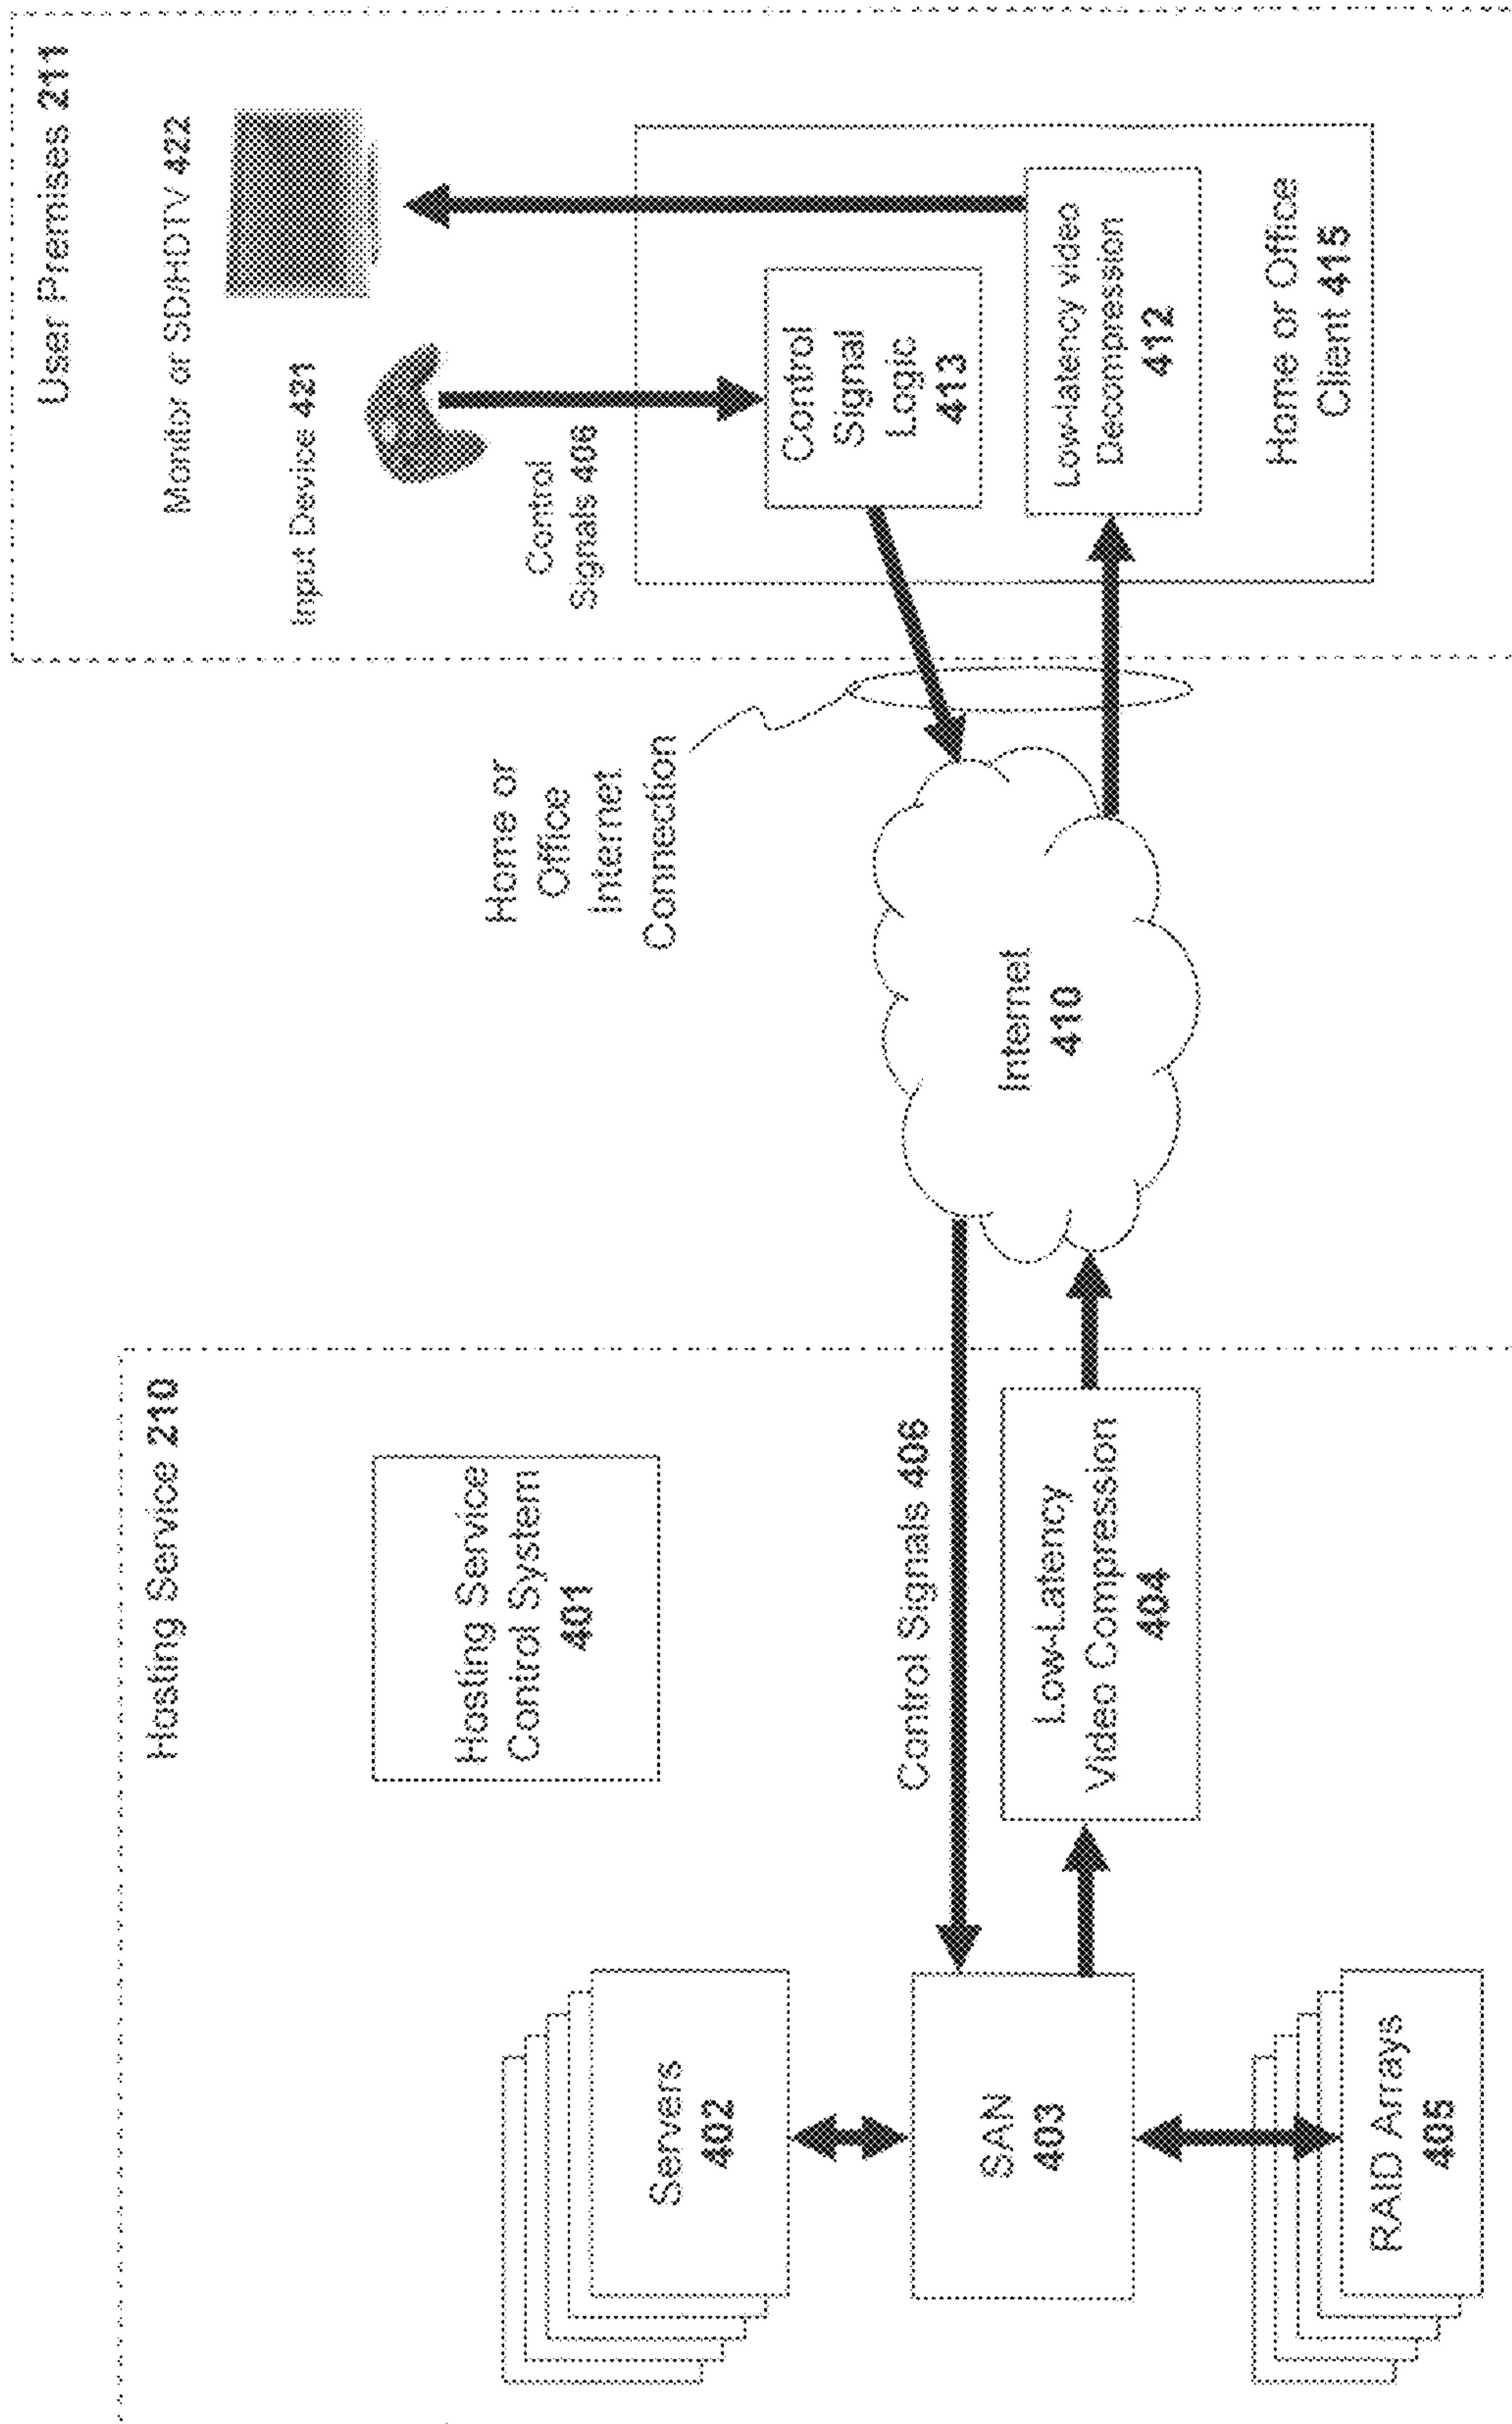 Hosting Service 210
Hosting Service
Control System
401
Servers
402
SAN
403
RAID Arrays
405
Control Signals 406
Low-Latency
Video Compression
404
Internet
410
Home or
Office
Internet
Connection
User Premises 211
Monitor or SD/HDTV 422
Input Device 421
Control
Signals 406
Control
Signal
Logic
413
Low-latency video
Decompression
412
Home or Office
Client 415